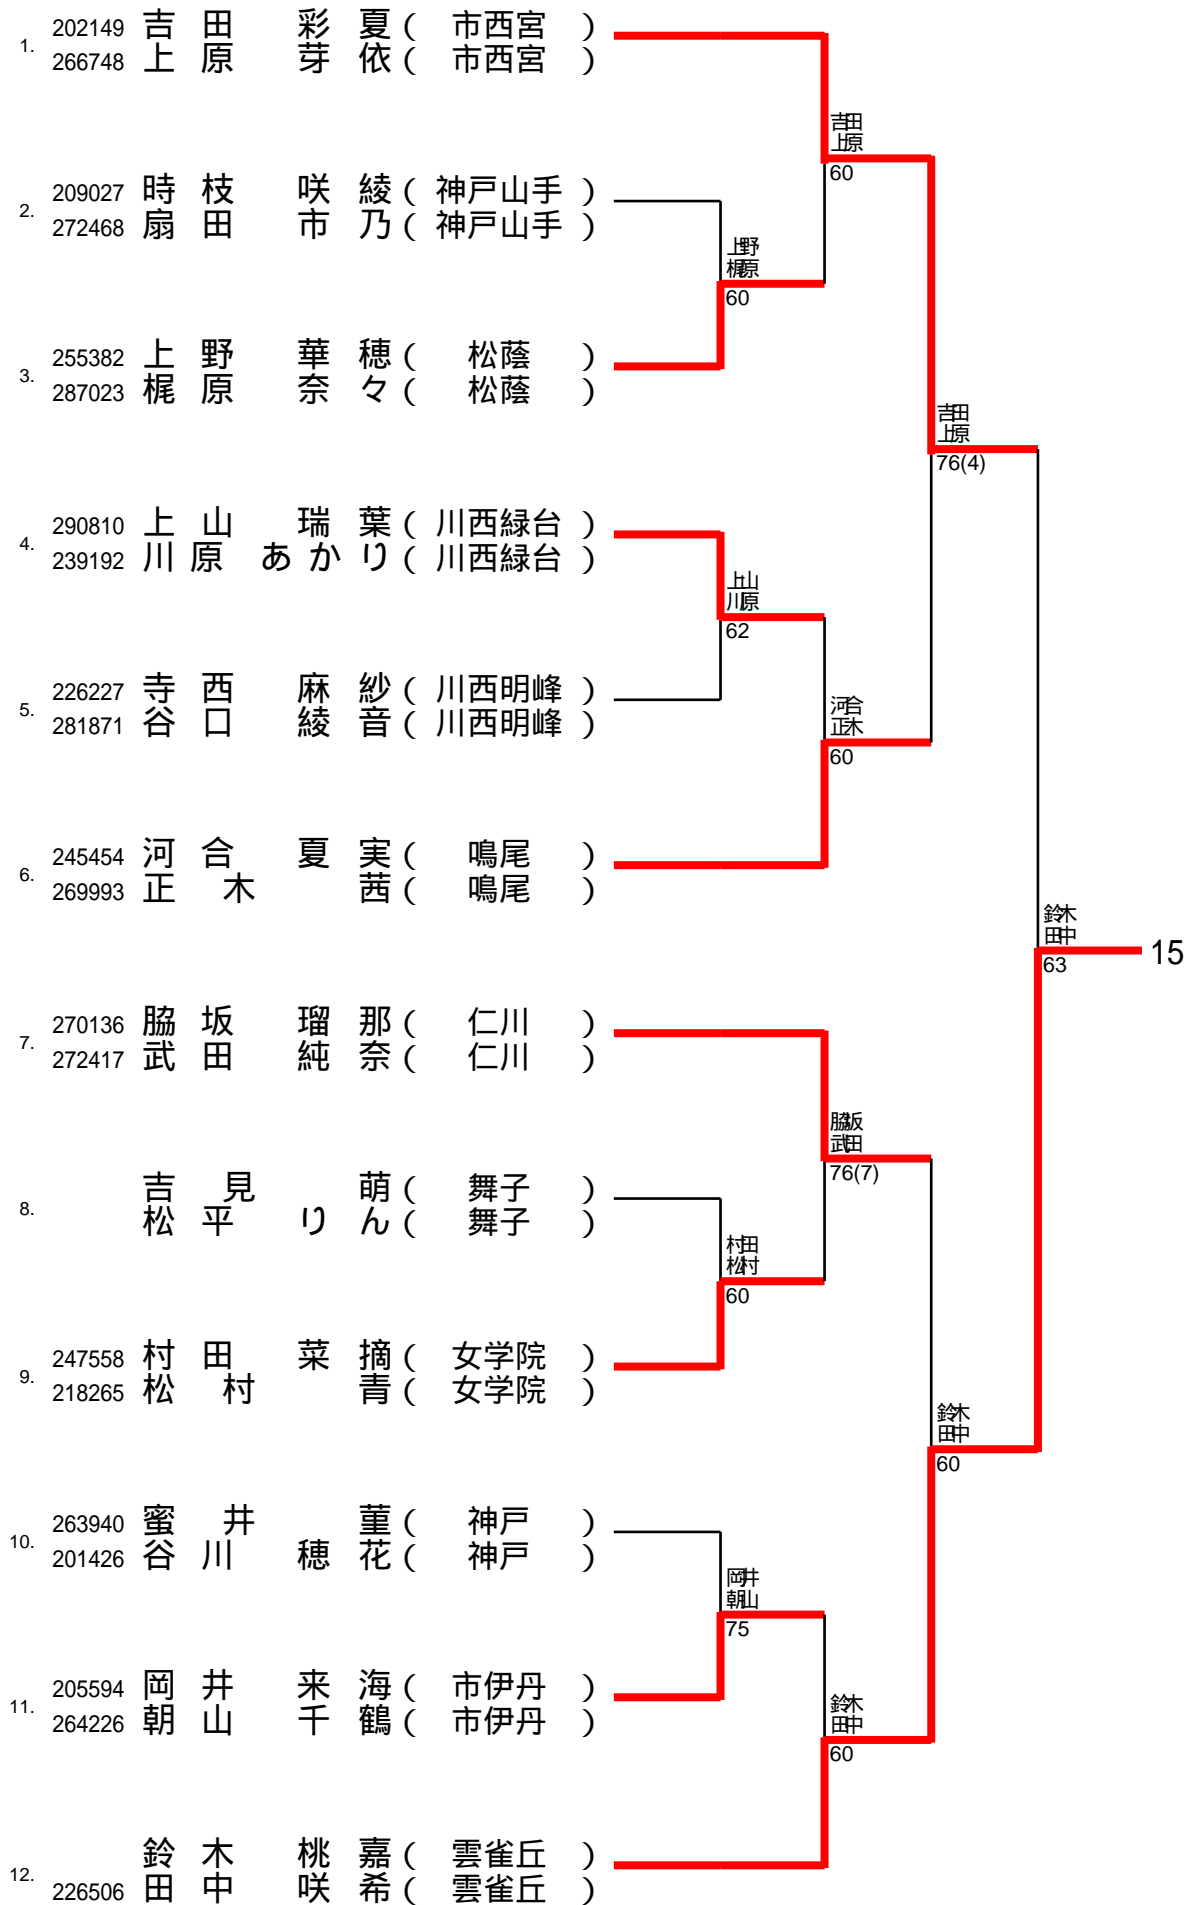 1. 202149 吉田 彩夏 ( 市西宮 )
266748 上原 芽依 ( 市西宮 )
吉田
上原
60
2. 209027 時枝 咲綾 ( 神戸山手 )
272468 扇田 市乃 ( 神戸山手 )
上野
梶原
60
3. 255382 上野 華穂 ( 松蔭 )
287023 梶原 奈々 ( 松蔭 )
吉田
上原
76(4)
4. 290810 上山 瑞葉 ( 川西緑台 )
239192 川原 あかり ( 川西緑台 )
上山
川原
62
5. 226227 寺西 麻紗 ( 川西明峰 )
281871 谷口 綾音 ( 川西明峰 )
河合
正木
60
6. 245454 河合 夏実 ( 鳴尾 )
269993 正木 茜 ( 鳴尾 )
鈴木
田中
63
15
7. 270136 脇坂 瑠那 ( 仁川 )
272417 武田 純奈 ( 仁川 )
脇坂
武田
76(7)
8. 吉見 萌 ( 舞子 )
松平 りん ( 舞子 )
村田
松村
60
9. 247558 村田 菜摘 ( 女学院 )
218265 松村 青 ( 女学院 )
鈴木
田中
60
10. 263940 蜜井 菫 ( 神戸 )
201426 谷川 穂花 ( 神戸 )
岡井
朝山
75
11. 205594 岡井 来海 ( 市伊丹 )
264226 朝山 千鶴 ( 市伊丹 )
鈴木
田中
60
12. 鈴木 桃嘉 ( 雲雀丘 )
226506 田中 咲希 ( 雲雀丘 )